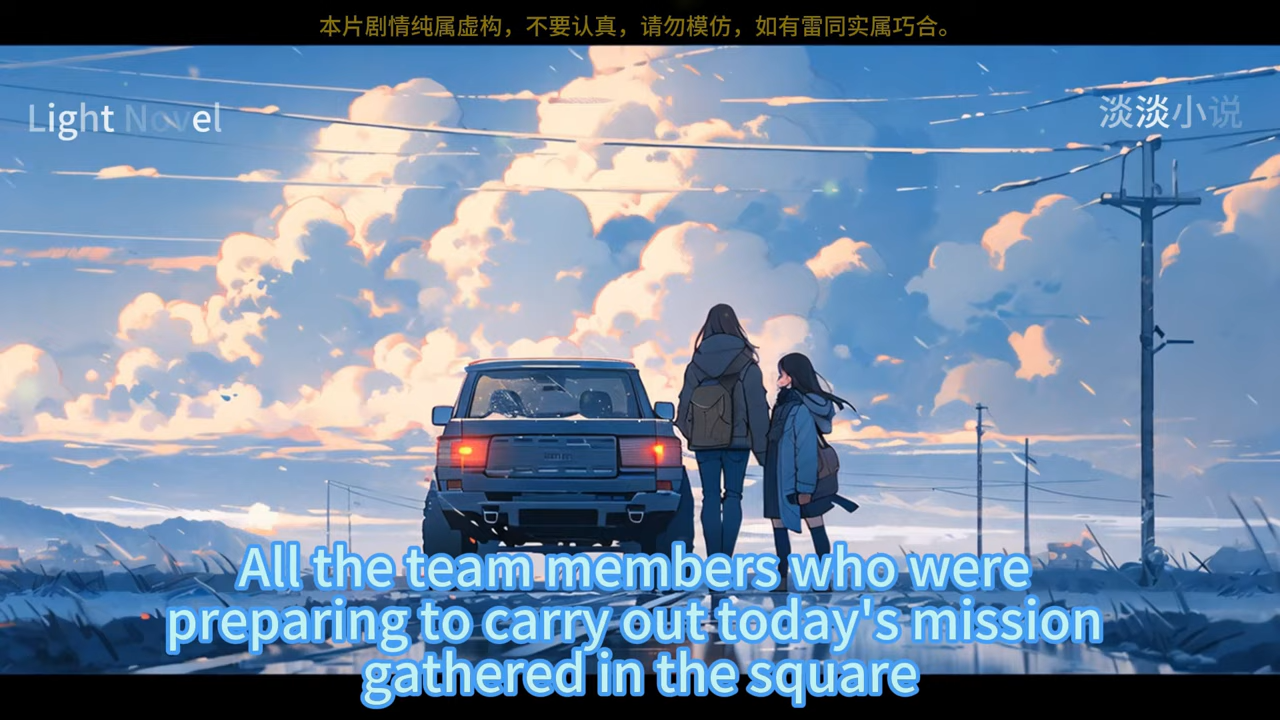 本片剧情纯属虚构，不要认真，请勿模仿，如有雷同实属巧合。
Light Novel
淡淡小说
All the team members who were
preparing to carry out today's mission
gathered in the square